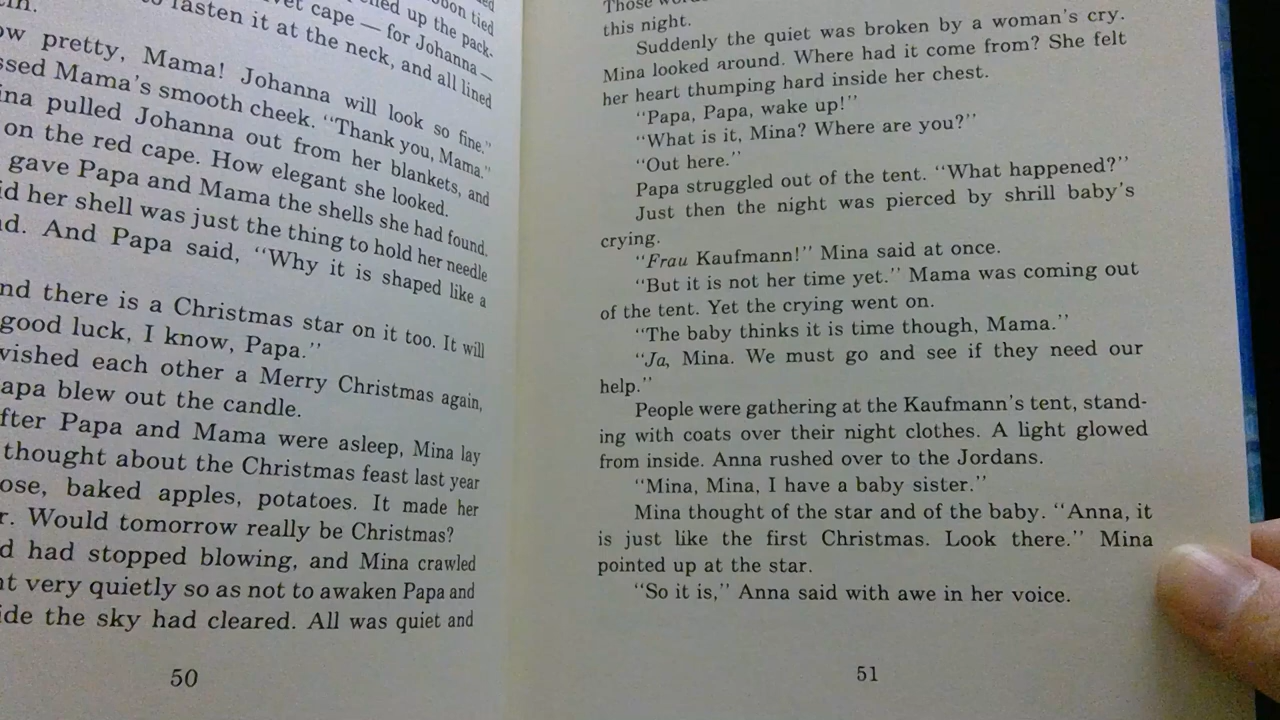 in.
bon tied
vet cape — for Johanna —
led up the pack-
to fasten it at the neck, and all lined
ow pretty, Mama! Johanna will look so fine."
ssed Mama's smooth cheek. "Thank you, Mama."
ina pulled Johanna out from her blankets, and
on the red cape. How elegant she looked.
gave Papa and Mama the shells she had found.
id her shell was just the thing to hold her needle
nd. And Papa said, "Why it is shaped like a
nd there is a Christmas star on it too. It will
good luck, I know, Papa."
wished each other a Merry Christmas again,
apa blew out the candle.
fter Papa and Mama were asleep, Mina lay
thought about the Christmas feast last year
ose, baked apples, potatoes. It made her
r. Would tomorrow really be Christmas?
d had stopped blowing, and Mina crawled
nt very quietly so as not to awaken Papa and
ide the sky had cleared. All was quiet and
50
Those
this night.
Suddenly the quiet was broken by a woman's cry.
Mina looked around. Where had it come from? She felt
her heart thumping hard inside her chest.
"Papa, Papa, wake up!"
"What is it, Mina? Where are you?"
"Out here."
Papa struggled out of the tent. "What happened?"
Just then the night was pierced by shrill baby's
crying.
"Frau Kaufmann!" Mina said at once.
"But it is not her time yet." Mama was coming out
of the tent. Yet the crying went on.
"The baby thinks it is time though, Mama."
"Ja, Mina. We must go and see if they need our
help."
People were gathering at the Kaufmann's tent, stand-
ing with coats over their night clothes. A light glowed
from inside. Anna rushed over to the Jordans.
"Mina, Mina, I have a baby sister."
Mina thought of the star and of the baby. "Anna, it
is just like the first Christmas. Look there." Mina
pointed up at the star.
"So it is," Anna said with awe in her voice.
51